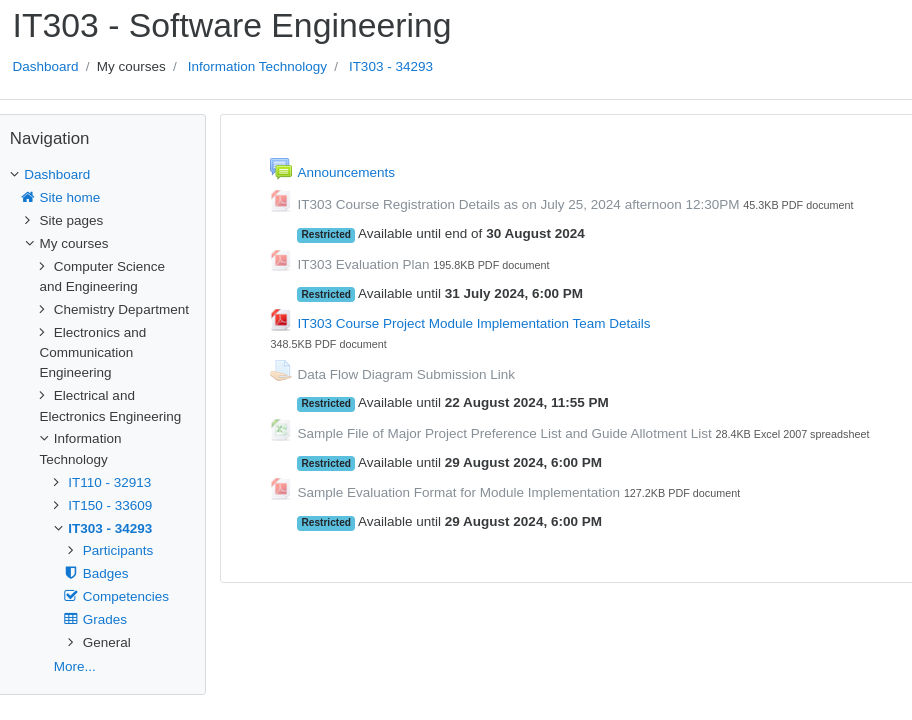 IT303 - Software Engineering
Dashboard / My courses / Information Technology / IT303 - 34293
Navigation
Dashboard
Site home
Site pages
My courses
Computer Science
and Engineering
Chemistry Department
Electronics and
Communication
Engineering
Electrical and
Electronics Engineering
Information
Technology
IT110 - 32913
IT150 - 33609
IT303 - 34293
Participants
Badges
Competencies
Grades
General
More...
Announcements
IT303 Course Registration Details as on July 25, 2024 afternoon 12:30PM 45.3KB PDF document
Restricted Available until end of 30 August 2024
IT303 Evaluation Plan 195.8KB PDF document
Restricted Available until 31 July 2024, 6:00 PM
IT303 Course Project Module Implementation Team Details
348.5KB PDF document
Data Flow Diagram Submission Link
Restricted Available until 22 August 2024, 11:55 PM
Sample File of Major Project Preference List and Guide Allotment List 28.4KB Excel 2007 spreadsheet
Restricted Available until 29 August 2024, 6:00 PM
Sample Evaluation Format for Module Implementation 127.2KB PDF document
Restricted Available until 29 August 2024, 6:00 PM